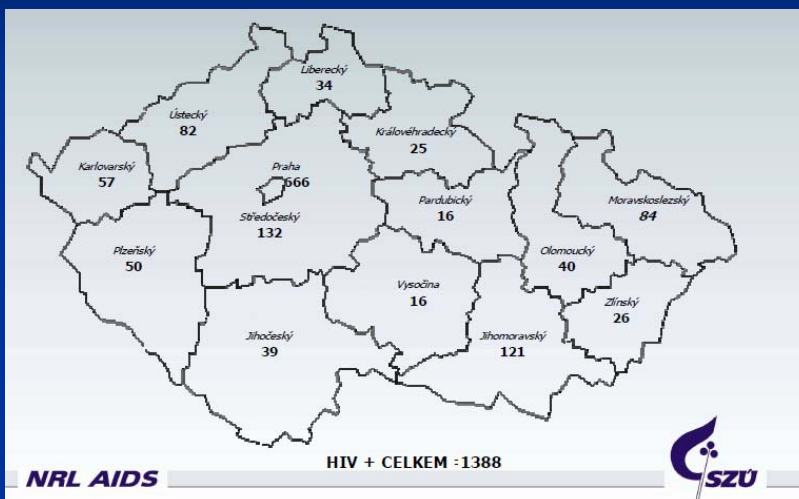 Liberecký
34
Ústecký
82
Královéhradecký
25
Karlovarský
57
Praha
666
Moravskoslezský
84
Středočeský
132
Pardubický
16
Plzeňský
50
Olomoucký
40
Vysočina
16
Zlínský
26
Jihočeský
39
Jihomoravský
121
HIV + CELKEM :1388
NRL AIDS
SZÚ